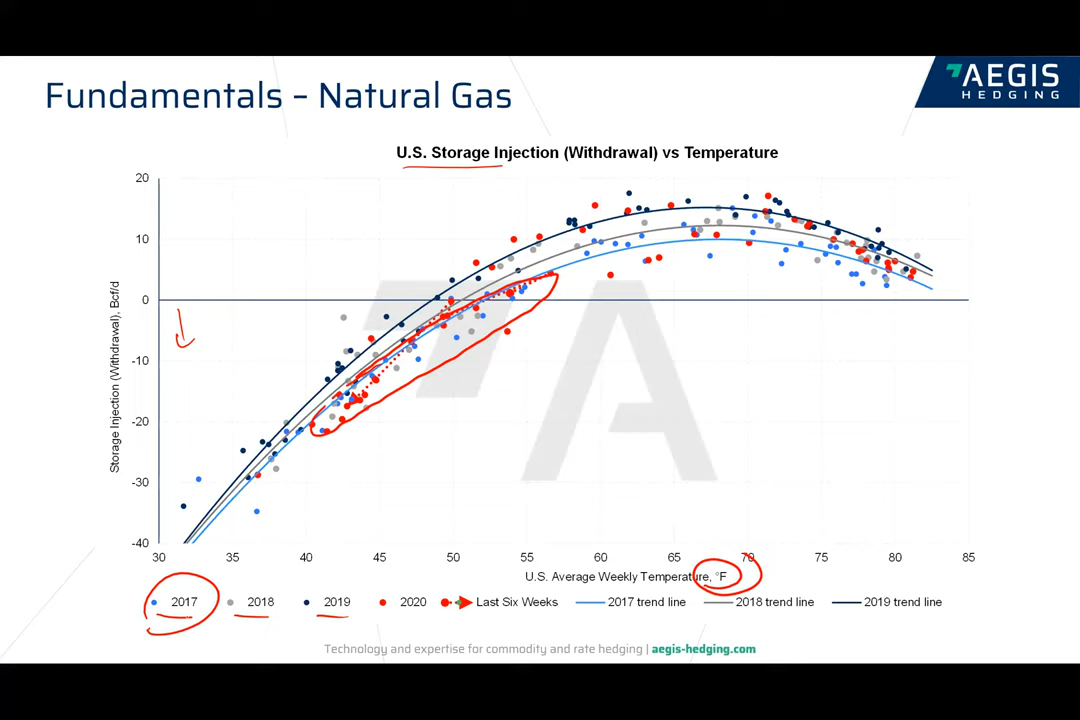 Fundamentals – Natural Gas
AEGIS
HEDGING
U.S. Storage Injection (Withdrawal) vs Temperature
Storage Injection (Withdrawal), Bcf/d
20
10
0
-10
-20
-30
-40
30 35 40 45 50 55 60 65 70 75 80 85
U.S. Average Weekly Temperature, °F
2017 2018 2019 2020 Last Six Weeks 2017 trend line 2018 trend line 2019 trend line
Technology and expertise for commodity and rate hedging | aegis-hedging.com